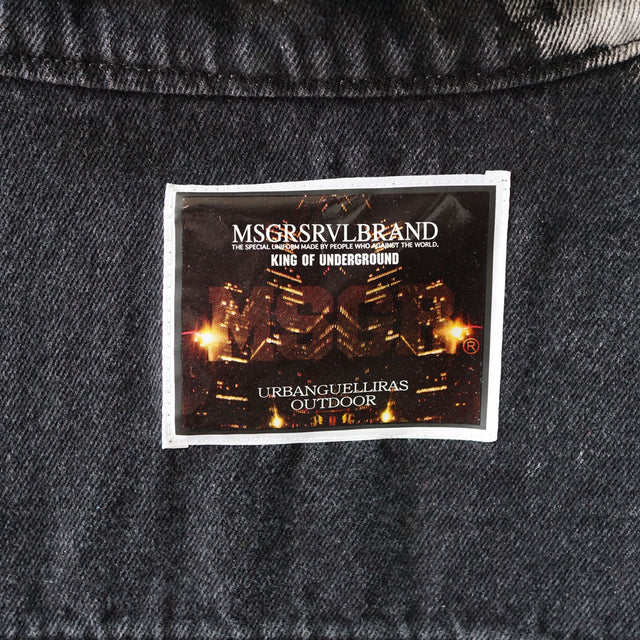 MSGRSRVLBRAND
THE SPECIAL UNIFORM MADE BY PEOPLE WHO AGAINST THE WORLD.
KING OF UNDERGROUND
MSGR®
URBANGUELLIRAS
OUTDOOR